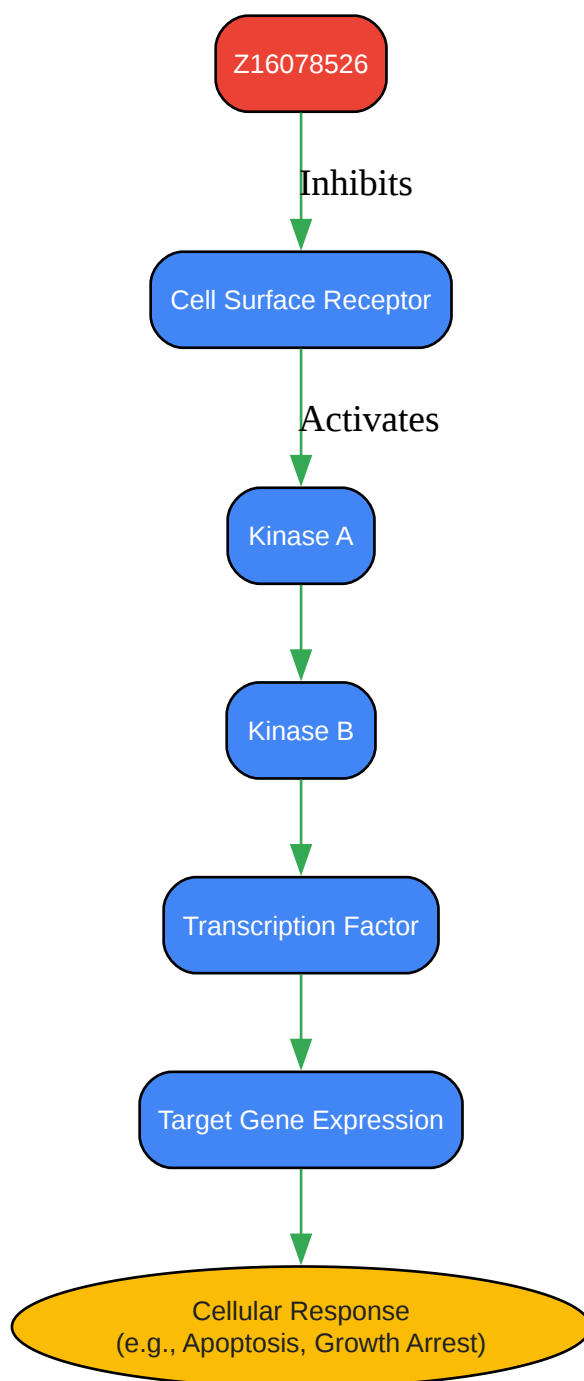 Z16078526
Inhibits
Cell Surface Receptor
Activates
Kinase A
Kinase B
Transcription Factor
Target Gene Expression
Cellular Response
(e.g., Apoptosis, Growth Arrest)